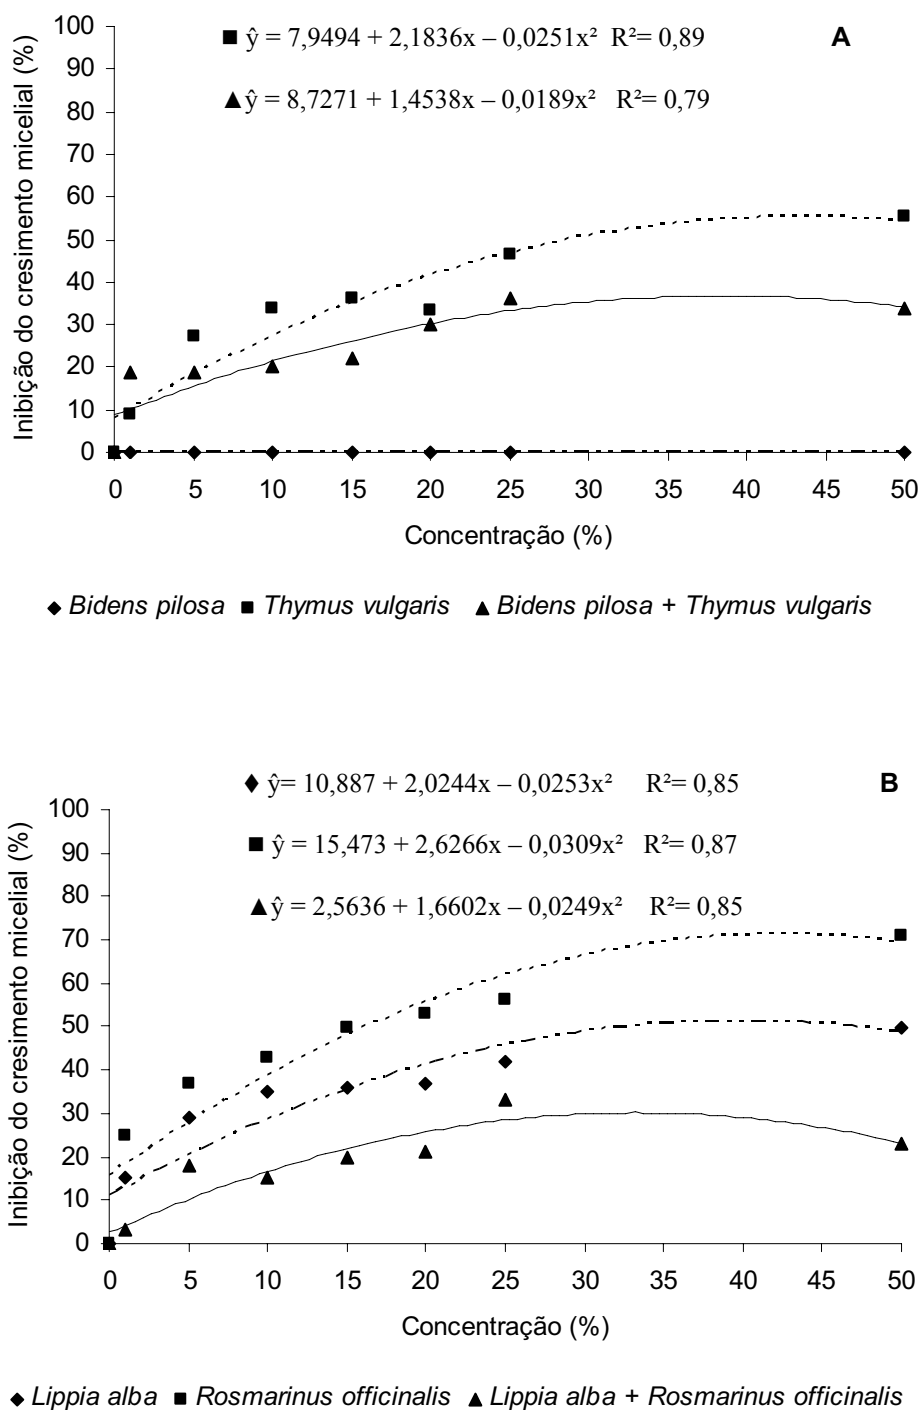 ŷ = 7,9494 + 2,1836x – 0,0251x² R²= 0,89
A
ŷ = 8,7271 + 1,4538x – 0,0189x² R²= 0,79
Inibição do cresimento micelial (%)
100
90
80
70
60
50
40
30
20
10
0
0 5 10 15 20 25 30 35 40 45 50
Concentração (%)
◆ Bidens pilosa ■ Thymus vulgaris ▲ Bidens pilosa + Thymus vulgaris
ŷ= 10,887 + 2,0244x – 0,0253x² R²= 0,85
B
ŷ = 15,473 + 2,6266x – 0,0309x² R²= 0,87
ŷ = 2,5636 + 1,6602x – 0,0249x² R²= 0,85
Inibição do cresimento micelial (%)
100
90
80
70
60
50
40
30
20
10
0
0 5 10 15 20 25 30 35 40 45 50
Concentração (%)
◆ Lippia alba ■ Rosmarinus officinalis ▲ Lippia alba + Rosmarinus officinalis